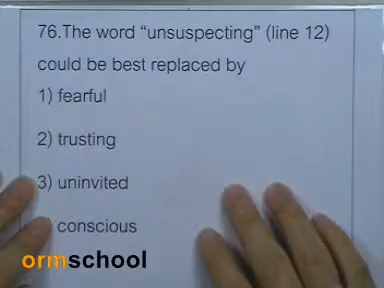 76.The word “unsuspecting” (line 12)
could be best replaced by
1) fearful
2) trusting
3) uninvited
conscious
ormschool